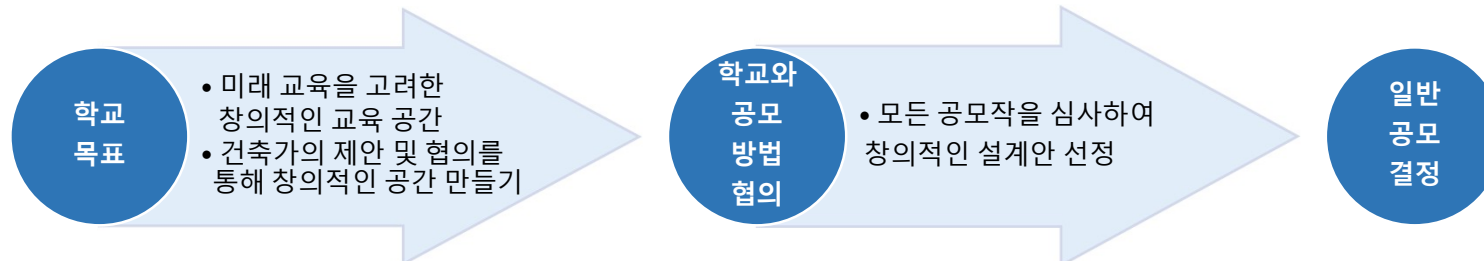 학교
목표
• 미래 교육을 고려한
창의적인 교육 공간
• 건축가의 제안 및 협의를
통해 창의적인 공간 만들기
학교와
공모
방법
협의
• 모든 공모작을 심사하여
창의적인 설계안 선정
일반
공모
결정